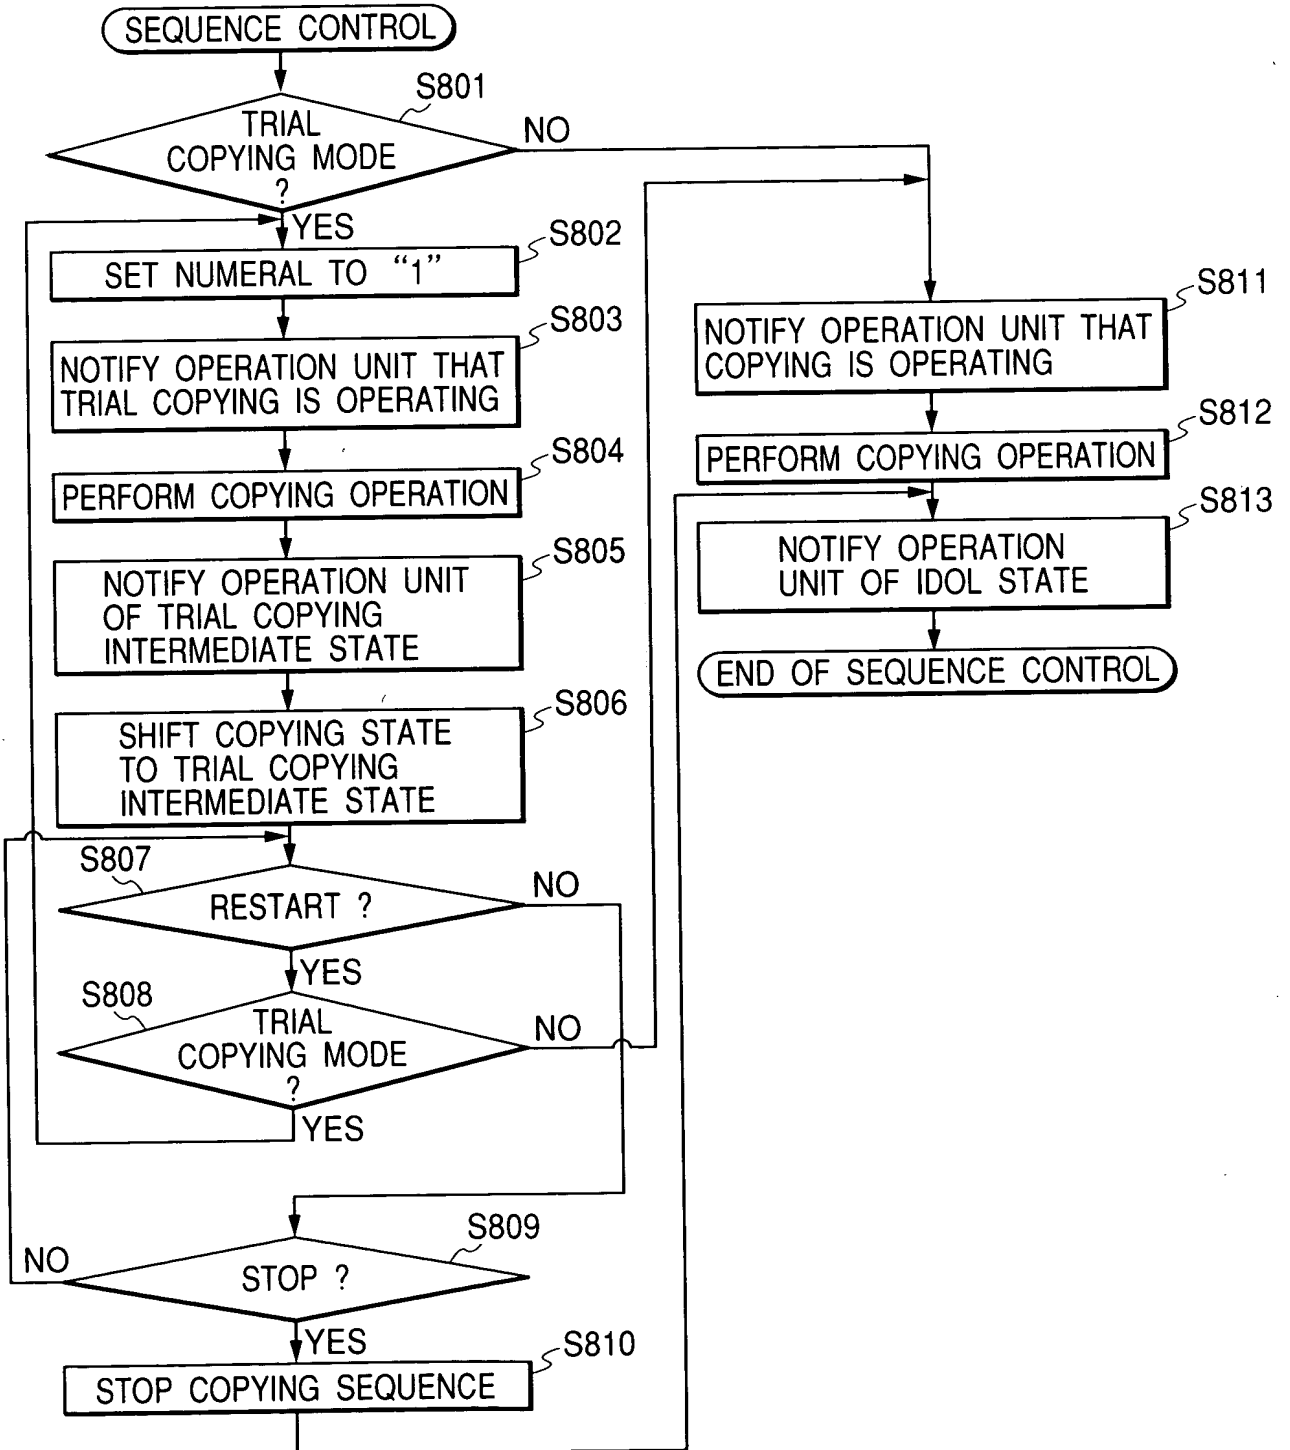 SEQUENCE CONTROL
S801
TRIAL
COPYING MODE
?
NO
YES
S802
SET NUMERAL TO “1”
S803
NOTIFY OPERATION UNIT THAT
TRIAL COPYING IS OPERATING
S804
PERFORM COPYING OPERATION
S805
NOTIFY OPERATION UNIT
OF TRIAL COPYING
INTERMEDIATE STATE
S806
SHIFT COPYING STATE
TO TRIAL COPYING
INTERMEDIATE STATE
S807
RESTART ?
NO
YES
S808
TRIAL
COPYING MODE
?
NO
YES
S809
STOP ?
NO
YES
S810
STOP COPYING SEQUENCE
S811
NOTIFY OPERATION UNIT THAT
COPYING IS OPERATING
S812
PERFORM COPYING OPERATION
S813
NOTIFY OPERATION
UNIT OF IDOL STATE
END OF SEQUENCE CONTROL